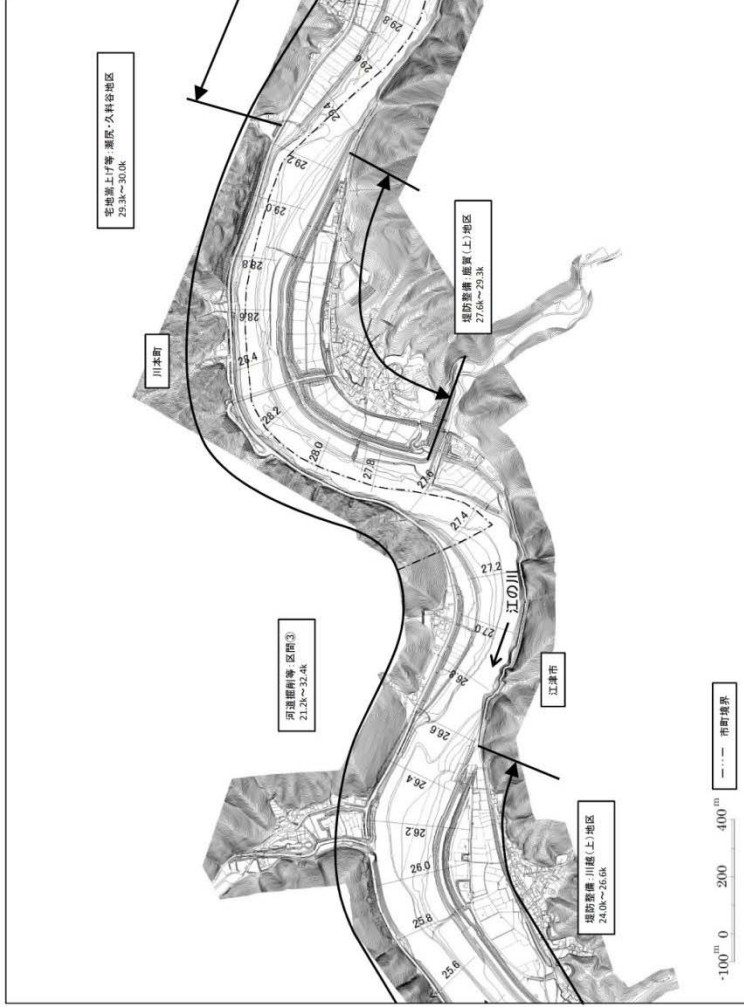 宅地嵩上げ等:瀬尻・久料谷地区
29.3k~30.0k
川本町
堤防整備:鹿賀(上)地区
27.6k~29.3k
河道掘削等:区間③
21.2k~32.4k
江の川
江津市
堤防整備:川越(上)地区
24.0k~26.6k
29.8
29.6
29.4
29.2
29.0
28.8
28.6
28.4
28.2
28.0
27.8
27.6
27.4
27.2
27.0
26.8
26.6
26.4
26.2
26.0
25.8
25.6
-100m 0 200 400m
市町境界